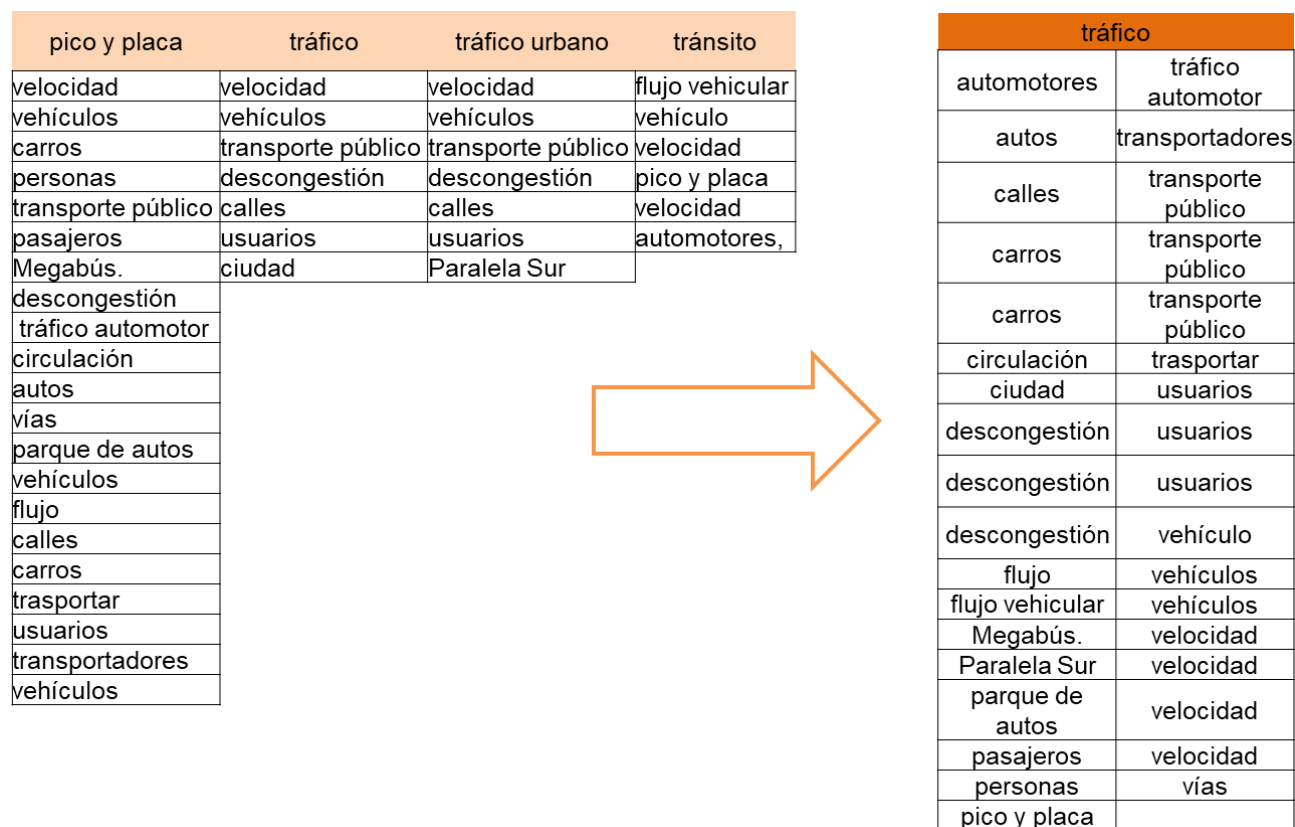 pico y placa tráfico tráfico urbano tránsito
velocidad velocidad velocidad flujo vehicular
vehículos vehículos vehículos vehículo
carros transporte público transporte público velocidad
personas descongestión descongestión pico y placa
transporte público calles calles velocidad
pasajeros usuarios usuarios automotores,
Megabús. ciudad Paralela Sur
descongestión
tráfico automotor
circulación
autos
vías
parque de autos
vehículos
flujo
calles
carros
trasportar
usuarios
transportadores
vehículos
tráfico
automotores tráfico
automotor
autos transportadores
calles transporte
público
carros transporte
público
carros transporte
público
circulación trasportar
ciudad usuarios
descongestión usuarios
descongestión usuarios
descongestión vehículo
flujo vehículos
flujo vehicular vehículos
Megabús. velocidad
Paralela Sur velocidad
parque de
autos velocidad
pasajeros velocidad
personas vías
pico y placa